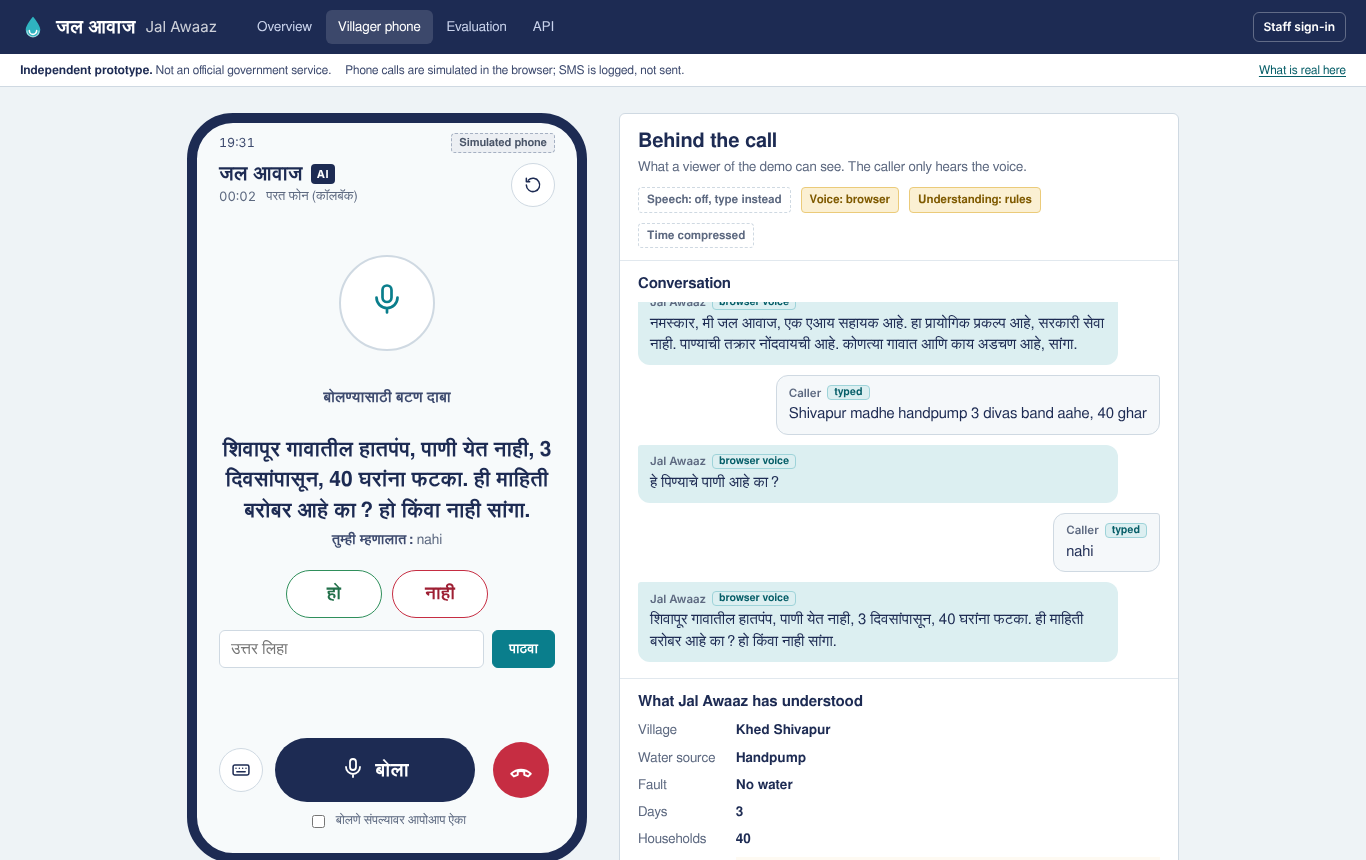 जल आवाज Jal Awaaz Overview Villager phone Evaluation API Staff sign-in
Independent prototype. Not an official government service. Phone calls are simulated in the browser; SMS is logged, not sent. What is real here
19:31 Simulated phone
जल आवाज AI
00:02 परत फोन (कॉलबॅक)
बोलण्यासाठी बटण दाबा
शिवापूर गावातील हातपंप, पाणी येत नाही, 3
दिवसांपासून, 40 घरांना फटका. ही माहिती
बरोबर आहे का ? हो किंवा नाही सांगा.
तुम्ही म्हणालात : nahi
हो नाही
उत्तर लिहा पाठवा
बोला
बोलणे संपल्यावर आपोआप ऐका
Behind the call
What a viewer of the demo can see. The caller only hears the voice.
Speech: off, type instead Voice: browser Understanding: rules
Time compressed
Conversation
Jal Awaaz browser voice
नमस्कार, मी जल आवाज, एक एआय सहायक आहे. हा प्रायोगिक प्रकल्प आहे, सरकारी सेवा
नाही. पाण्याची तक्रार नोंदवायची आहे. कोणत्या गावात आणि काय अडचण आहे, सांगा.
Caller typed
Shivapur madhe handpump 3 divas band aahe, 40 ghar
Jal Awaaz browser voice
हे पिण्याचे पाणी आहे का ?
Caller typed
nahi
Jal Awaaz browser voice
शिवापूर गावातील हातपंप, पाणी येत नाही, 3 दिवसांपासून, 40 घरांना फटका. ही माहिती
बरोबर आहे का ? हो किंवा नाही सांगा.
What Jal Awaaz has understood
Village Khed Shivapur
Water source Handpump
Fault No water
Days 3
Households 40